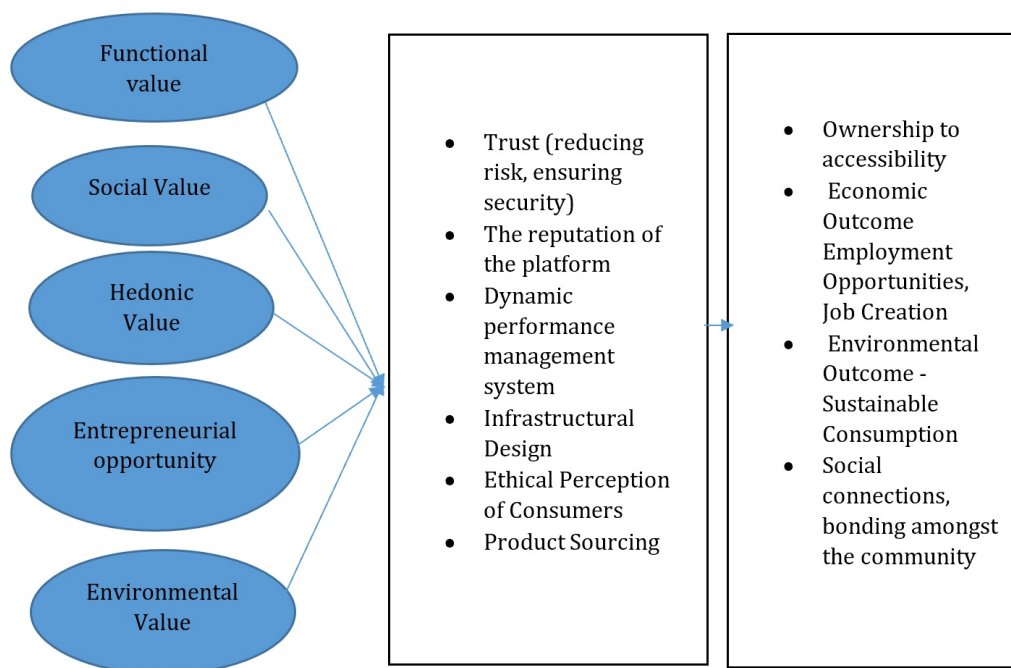 Functional
value
Social Value
Hedonic
Value
Entrepreneurial
opportunity
Environmental
Value
• Trust (reducing
risk, ensuring
security)
• The reputation of
the platform
• Dynamic
performance
management
system
• Infrastructural
Design
• Ethical Perception
of Consumers
• Product Sourcing
• Ownership to
accessibility
• Economic
Outcome
Employment
Opportunities,
Job Creation
• Environmental
Outcome -
Sustainable
Consumption
• Social
connections,
bonding amongst
the community